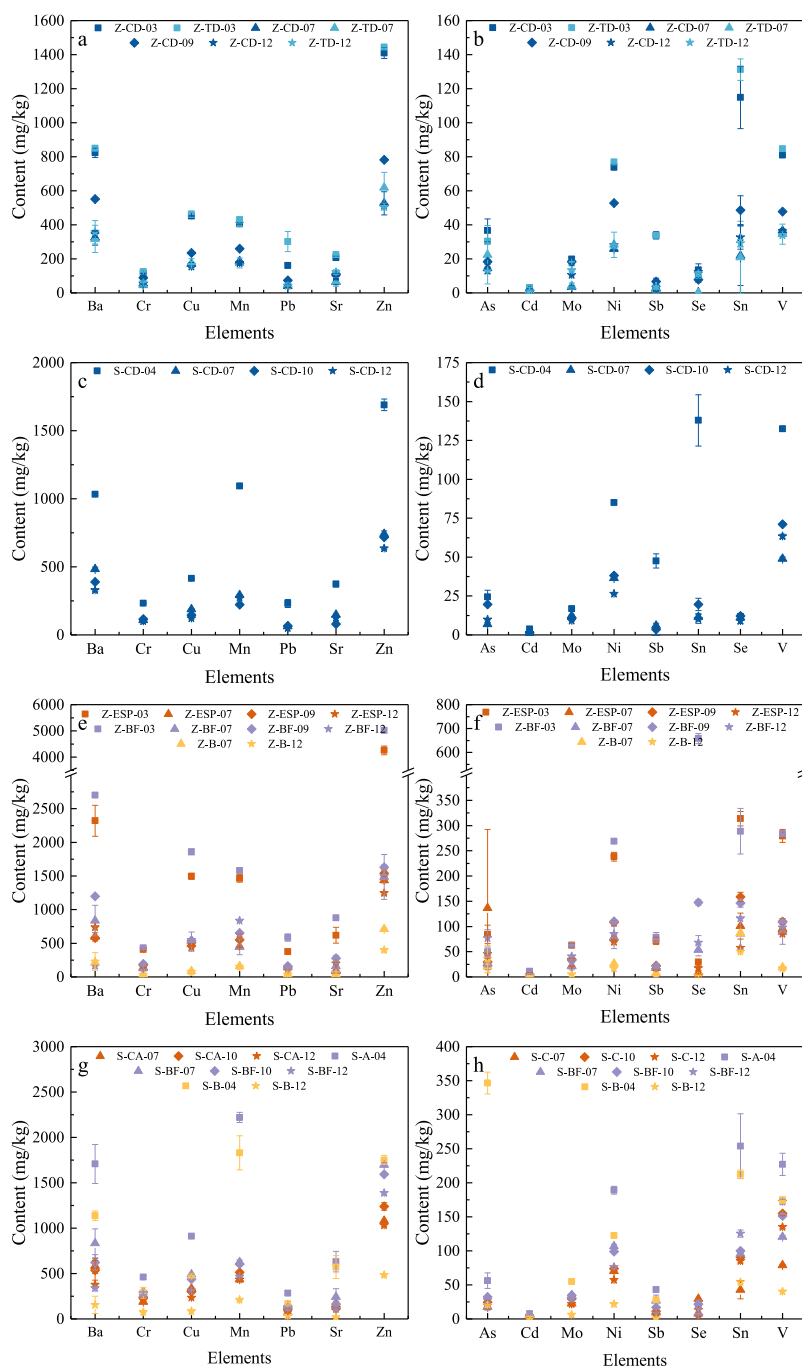 a
Z-CD-03 Z-TD-03 Z-CD-07 Z-TD-07
Z-CD-09 Z-CD-12 Z-TD-12
1600
1400
1200
1000
800
600
400
200
0
Content (mg/kg)
Ba Cr Cu Mn Pb Sr Zn
Elements
b
Z-CD-03 Z-TD-03 Z-CD-07 Z-TD-07
Z-CD-09 Z-CD-12 Z-TD-12
160
140
120
100
80
60
40
20
0
Content (mg/kg)
As Cd Mo Ni Sb Se Sn V
Elements
c
S-CD-04 S-CD-07 S-CD-10 S-CD-12
2000
1500
1000
500
0
Content (mg/kg)
Ba Cr Cu Mn Pb Sr Zn
Elements
d
S-CD-04 S-CD-07 S-CD-10 S-CD-12
175
150
125
100
75
50
25
0
Content (mg/kg)
As Cd Mo Ni Sb Sn Se V
Elements
e
Z-ESP-03 Z-ESP-07 Z-ESP-09 Z-ESP-12
Z-BF-03 Z-BF-07 Z-BF-09 Z-BF-12
Z-B-07 Z-B-12
6000
5000
4000
2500
2000
1500
1000
500
0
Content (mg/kg)
Ba Cr Cu Mn Pb Sr Zn
Elements
f
Z-ESP-03 Z-ESP-07 Z-ESP-09 Z-ESP-12
Z-BF-03 Z-BF-07 Z-BF-09 Z-BF-12
Z-B-07 Z-B-12
800
700
600
300
250
200
150
100
50
0
Content (mg/kg)
As Cd Mo Ni Sb Se Sn V
Elements
g
S-CA-07 S-CA-10 S-CA-12 S-A-04
S-BF-07 S-BF-10 S-BF-12
S-B-04 S-B-12
3000
2500
2000
1500
1000
500
0
Content (mg/kg)
Ba Cr Cu Mn Pb Sr Zn
Elements
h
S-C-07 S-C-10 S-C-12 S-A-04
S-BF-07 S-BF-10 S-BF-12
S-B-04 S-B-12
400
350
300
250
200
150
100
50
0
Content (mg/kg)
As Cd Mo Ni Sb Se Sn V
Elements